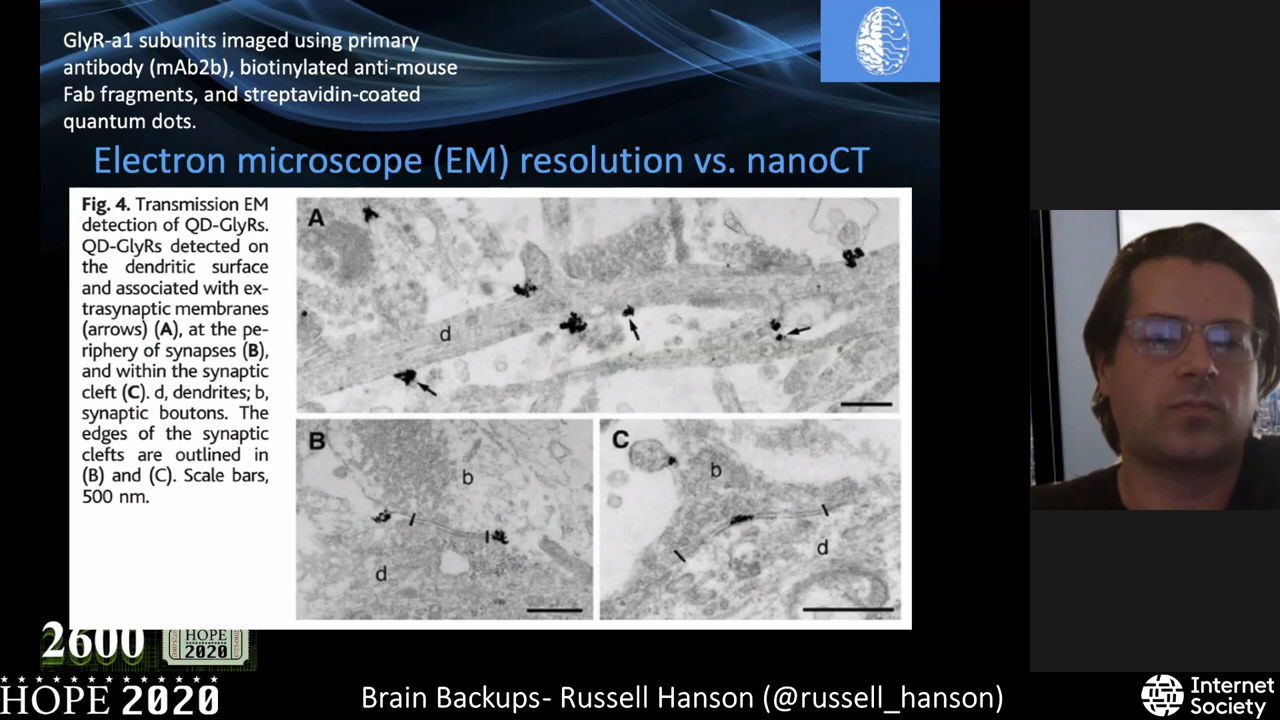 GlyR-a1 subunits imaged using primary
antibody (mAb2b), biotinylated anti-mouse
Fab fragments, and streptavidin-coated
quantum dots.
Electron microscope (EM) resolution vs. nanoCT
Fig. 4. Transmission EM
detection of QD-GlyRs.
QD-GlyRs detected on
the dendritic surface
and associated with ex-
trasynaptic membranes
(arrows) (A), at the pe-
riphery of synapses (B),
and within the synaptic
cleft (C). d, dendrites; b,
synaptic boutons. The
edges of the synaptic
clefts are outlined in
(B) and (C). Scale bars,
500 nm.
A
d
B
b
d
C
b
d
2600
HOPE
2020
HOPE 2020
Brain Backups- Russell Hanson (@russell_hanson)
Internet
Society